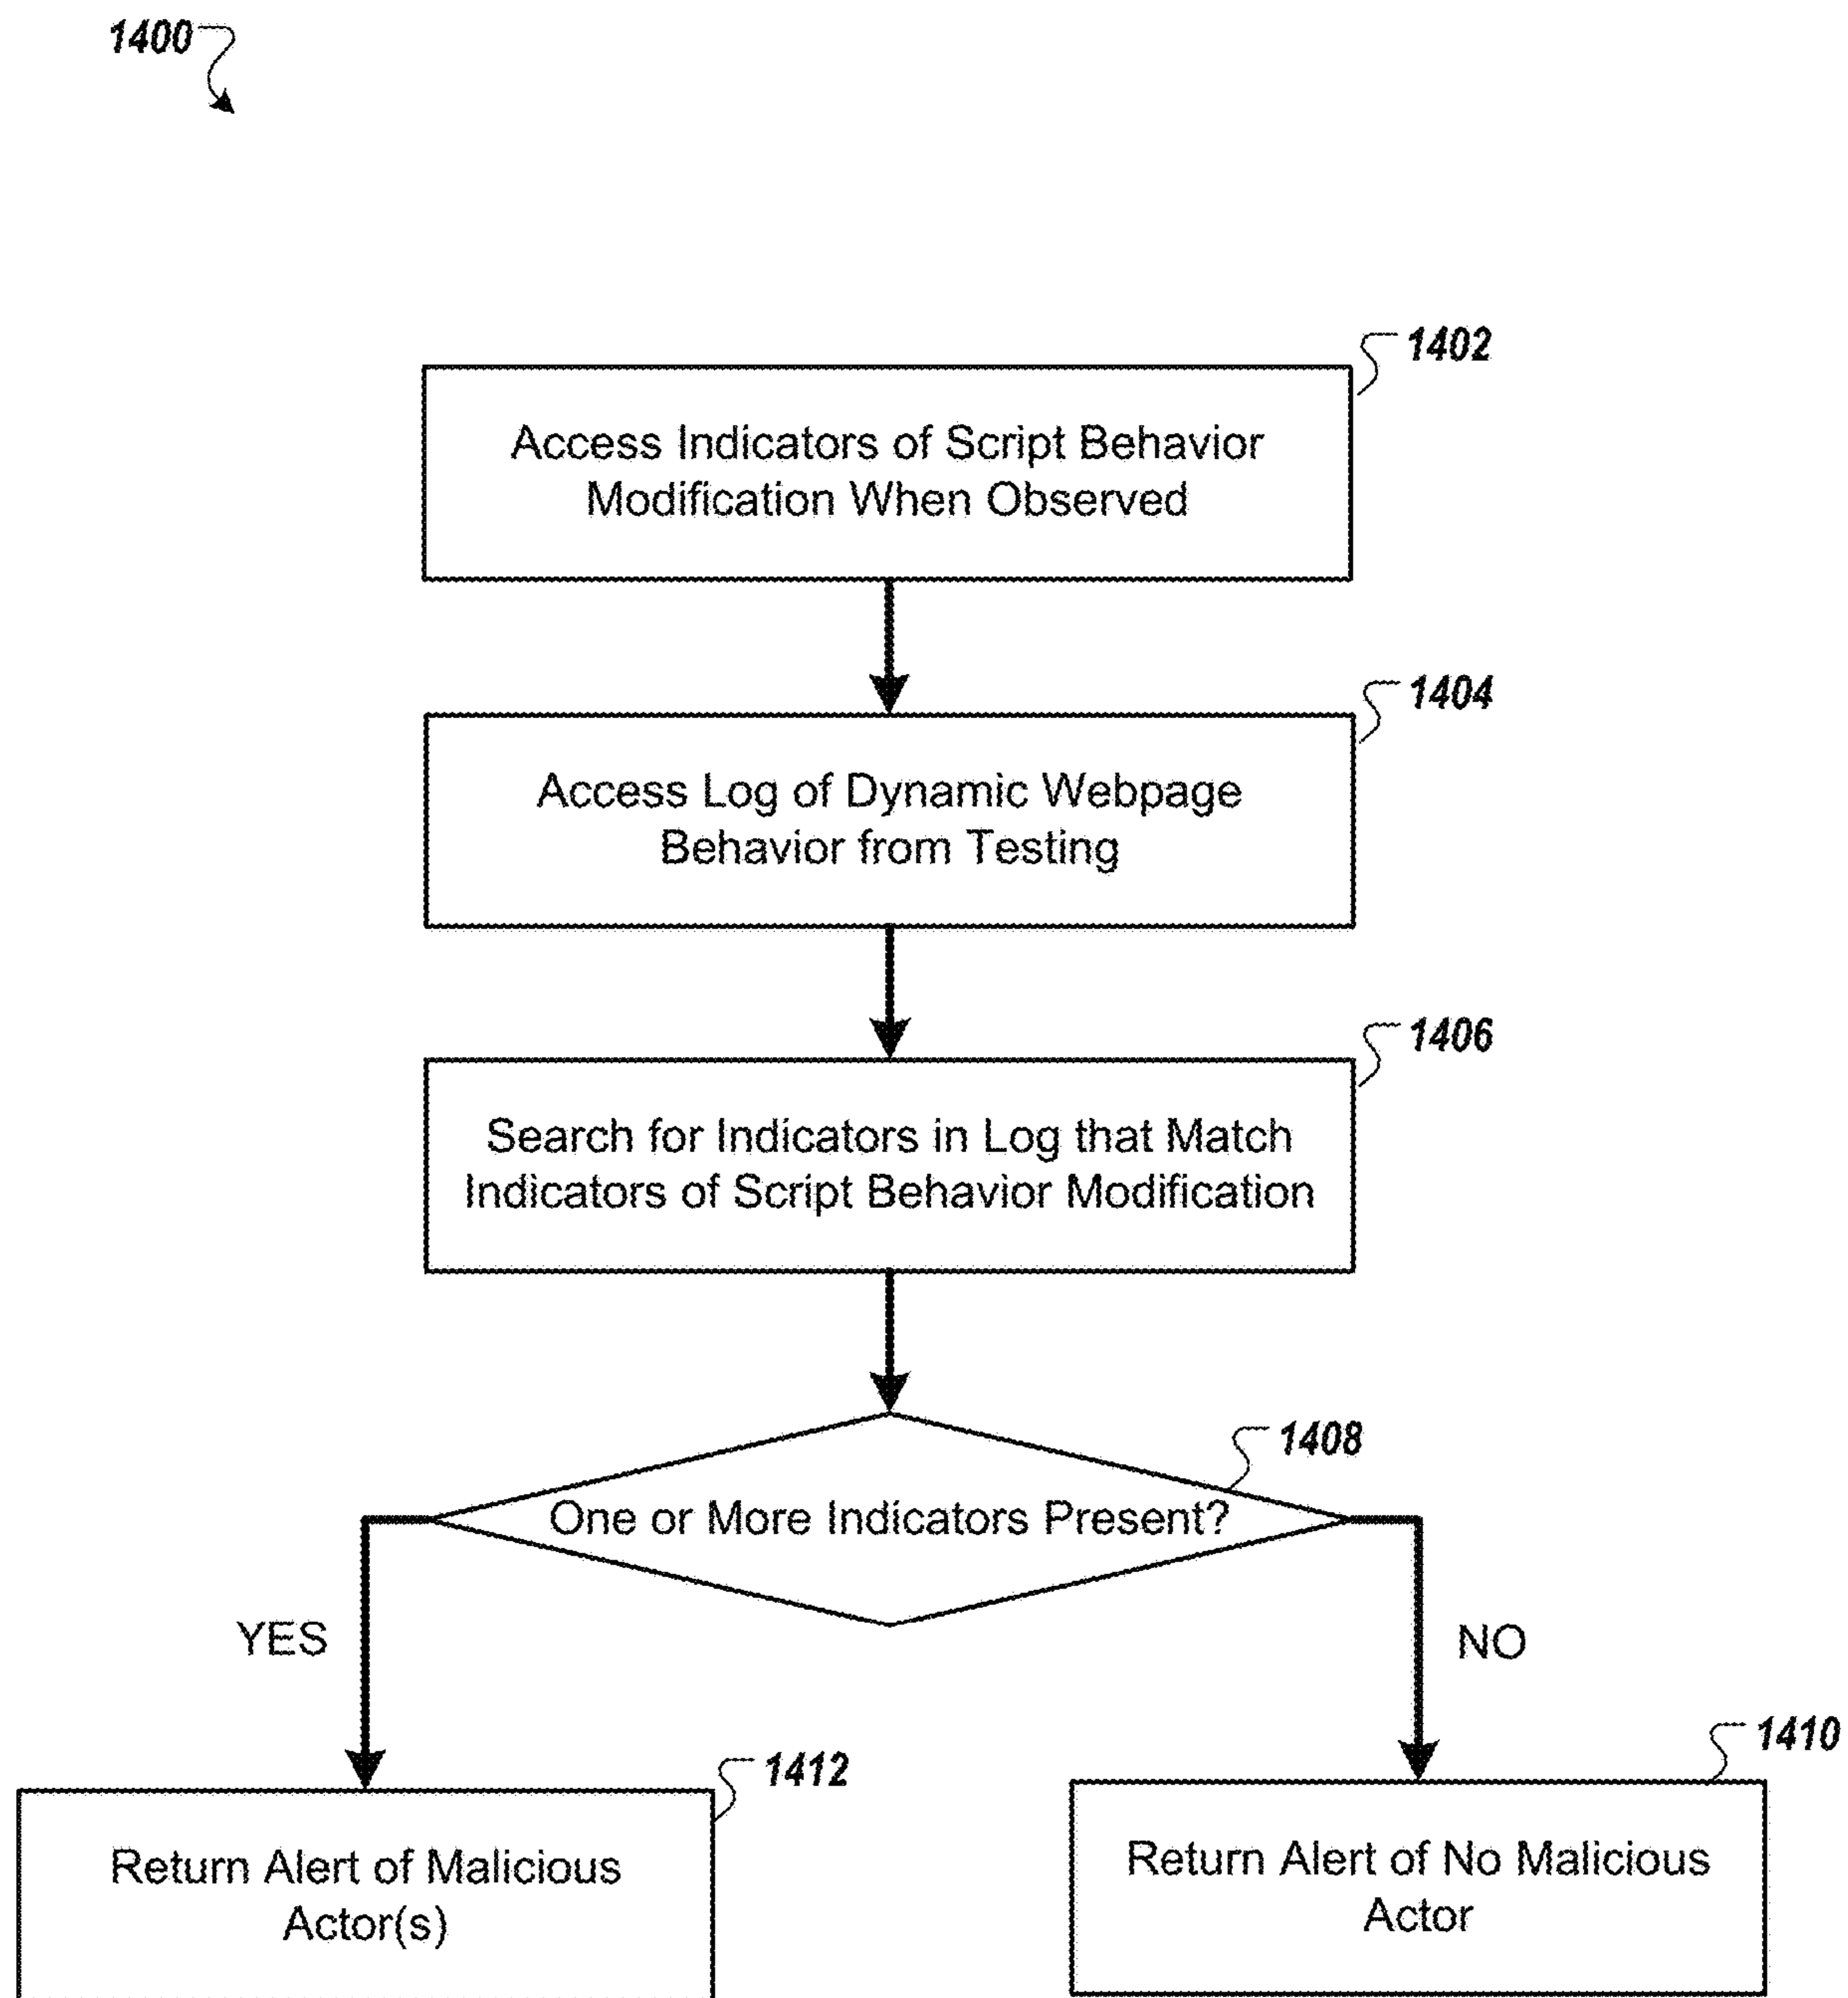 1400
1402
Access Indicators of Script Behavior
Modification When Observed
1404
Access Log of Dynamic Webpage
Behavior from Testing
1406
Search for Indicators in Log that Match
Indicators of Script Behavior Modification
1408
One or More Indicators Present?
YES
NO
1412
Return Alert of Malicious
Actor(s)
1410
Return Alert of No Malicious
Actor